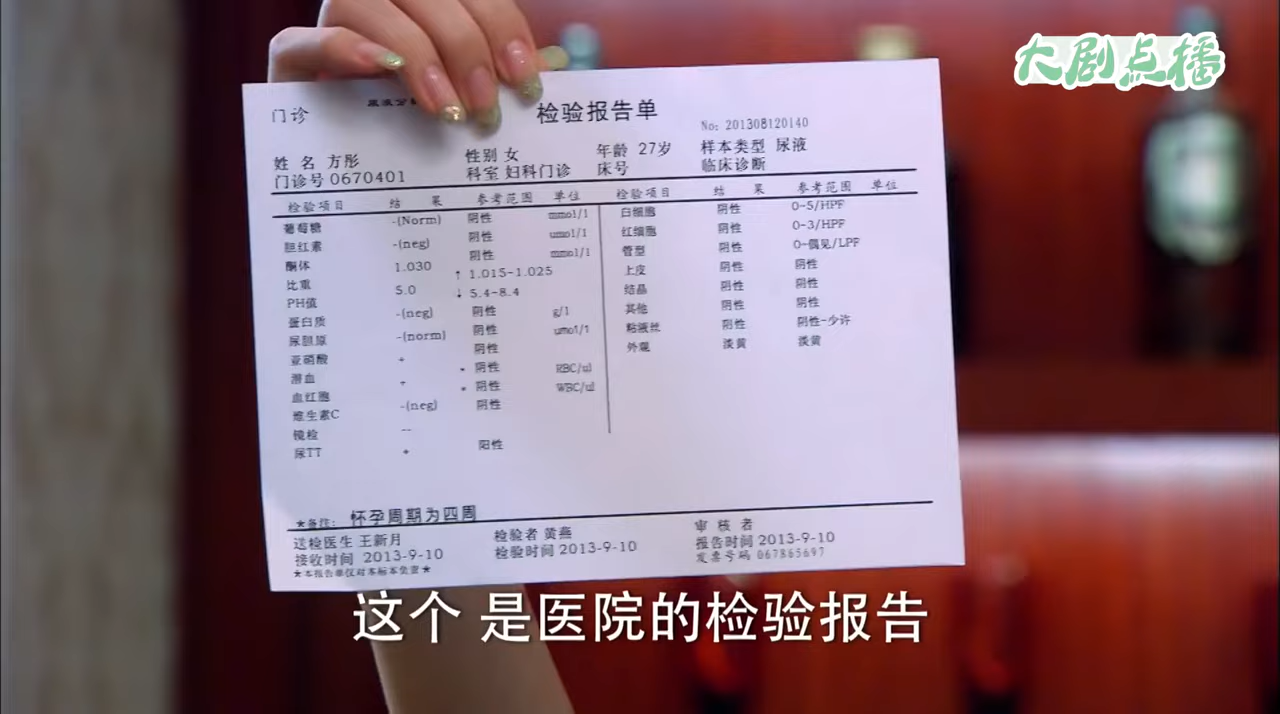 大剧点播
门诊
检验报告单
No: 201308120140
姓 名 方彤 性别 女 年龄 27岁 样本类型 尿液
门诊号 0670401 科室 妇科门诊 床号 临床诊断
检验项目 结 果 参考范围 单位 检验项目 结 果 参考范围 单位
葡萄糖 -(Norm) 阴性 mmol/l 白细胞 阴性 0-5/HPF
胆红素 -(neg) 阴性 umol/l 红细胞 阴性 0-3/HPF
酮体 阴性 mmol/l 管型 阴性 0-偶见/LPF
比重 1.030 ↑ 1.015-1.025 上皮 阴性 阴性
PH值 5.0 ↓ 5.4-8.4 结晶 阴性 阴性
蛋白质 -(neg) 阴性 g/l 其他 阴性 阴性
尿胆原 -(norm) 阴性 umol/l 粘液丝 阴性 阴性-少许
亚硝酸 阴性 外观 淡黄 淡黄
潜血 + * 阴性 RBC/ul
血红胞 + * 阴性 WBC/ul
维生素C -(neg) 阴性
镜检 --
尿TT + 阳性
★备注: 怀孕周期为四周
送检医生 王新月 检验者 黄燕 审 核 者
接收时间 2013-9-10 检验时间 2013-9-10 报告时间 2013-9-10
★本报告单仅对本标本负责★ 发票号码 067865697
这个 是医院的检验报告